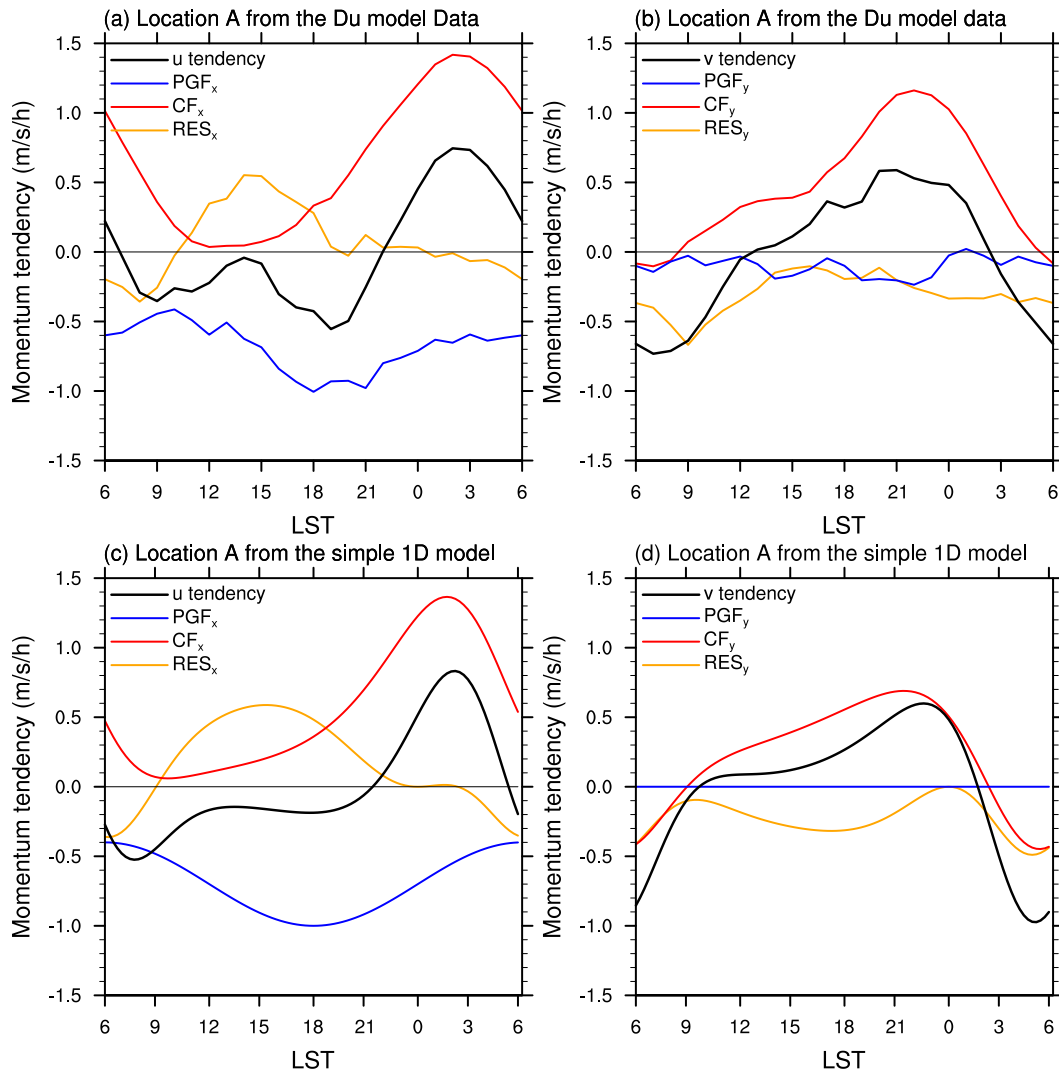 (a) Location A from the Du model Data
1.5
1.0
0.5
0.0
-0.5
-1.0
-1.5
Momentum tendency (m/s/h)
u tendency
PGFx
CFx
RESx
6 9 12 15 18 21 0 3 6
LST
(b) Location A from the Du model data
1.5
1.0
0.5
0.0
-0.5
-1.0
-1.5
Momentum tendency (m/s/h)
v tendency
PGFy
CFy
RESy
6 9 12 15 18 21 0 3 6
LST
(c) Location A from the simple 1D model
1.5
1.0
0.5
0.0
-0.5
-1.0
-1.5
Momentum tendency (m/s/h)
u tendency
PGFx
CFx
RESx
6 9 12 15 18 21 0 3 6
LST
(d) Location A from the simple 1D model
1.5
1.0
0.5
0.0
-0.5
-1.0
-1.5
Momentum tendency (m/s/h)
v tendency
PGFy
CFy
RESy
6 9 12 15 18 21 0 3 6
LST